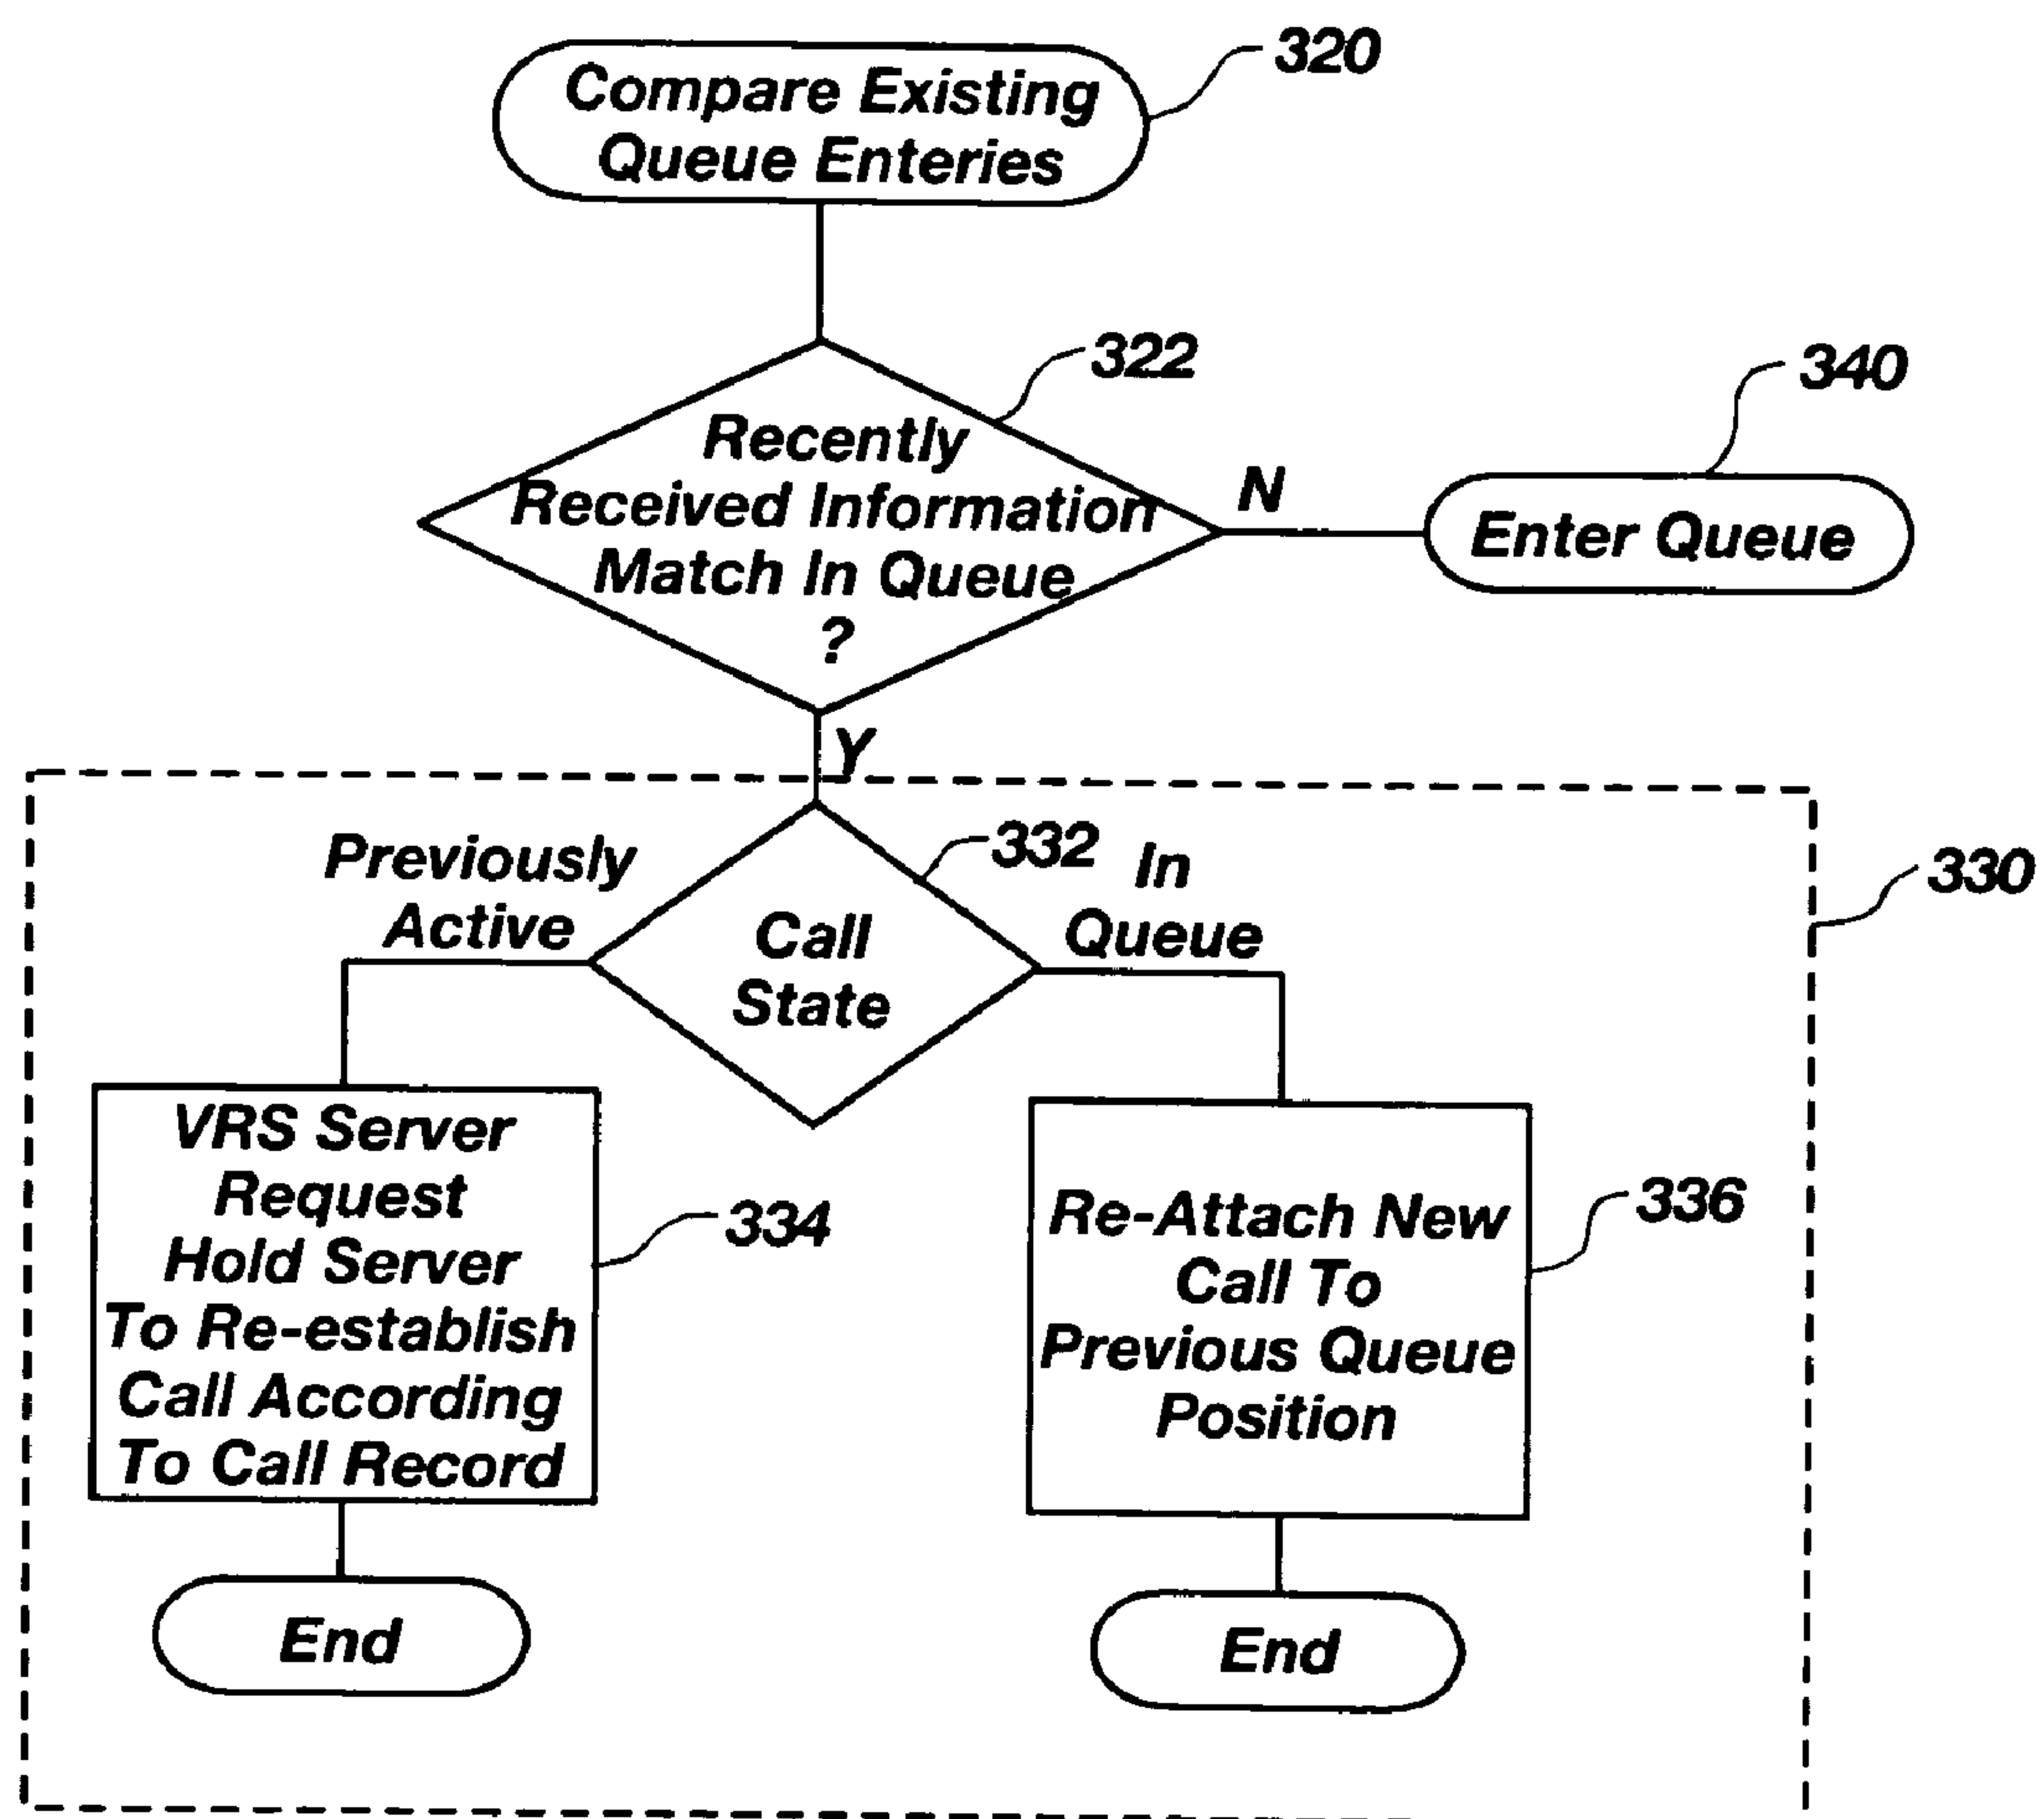 Compare Existing
Queue Enteries
320
322
Recently
Received Information
Match In Queue
?
N
340
Enter Queue
Y
Previously
Active
332
In
Queue
330
Call
State
VRS Server
Request
Hold Server
To Re-establish
Call According
To Call Record
334
Re-Attach New
Call To
Previous Queue
Position
336
End
End